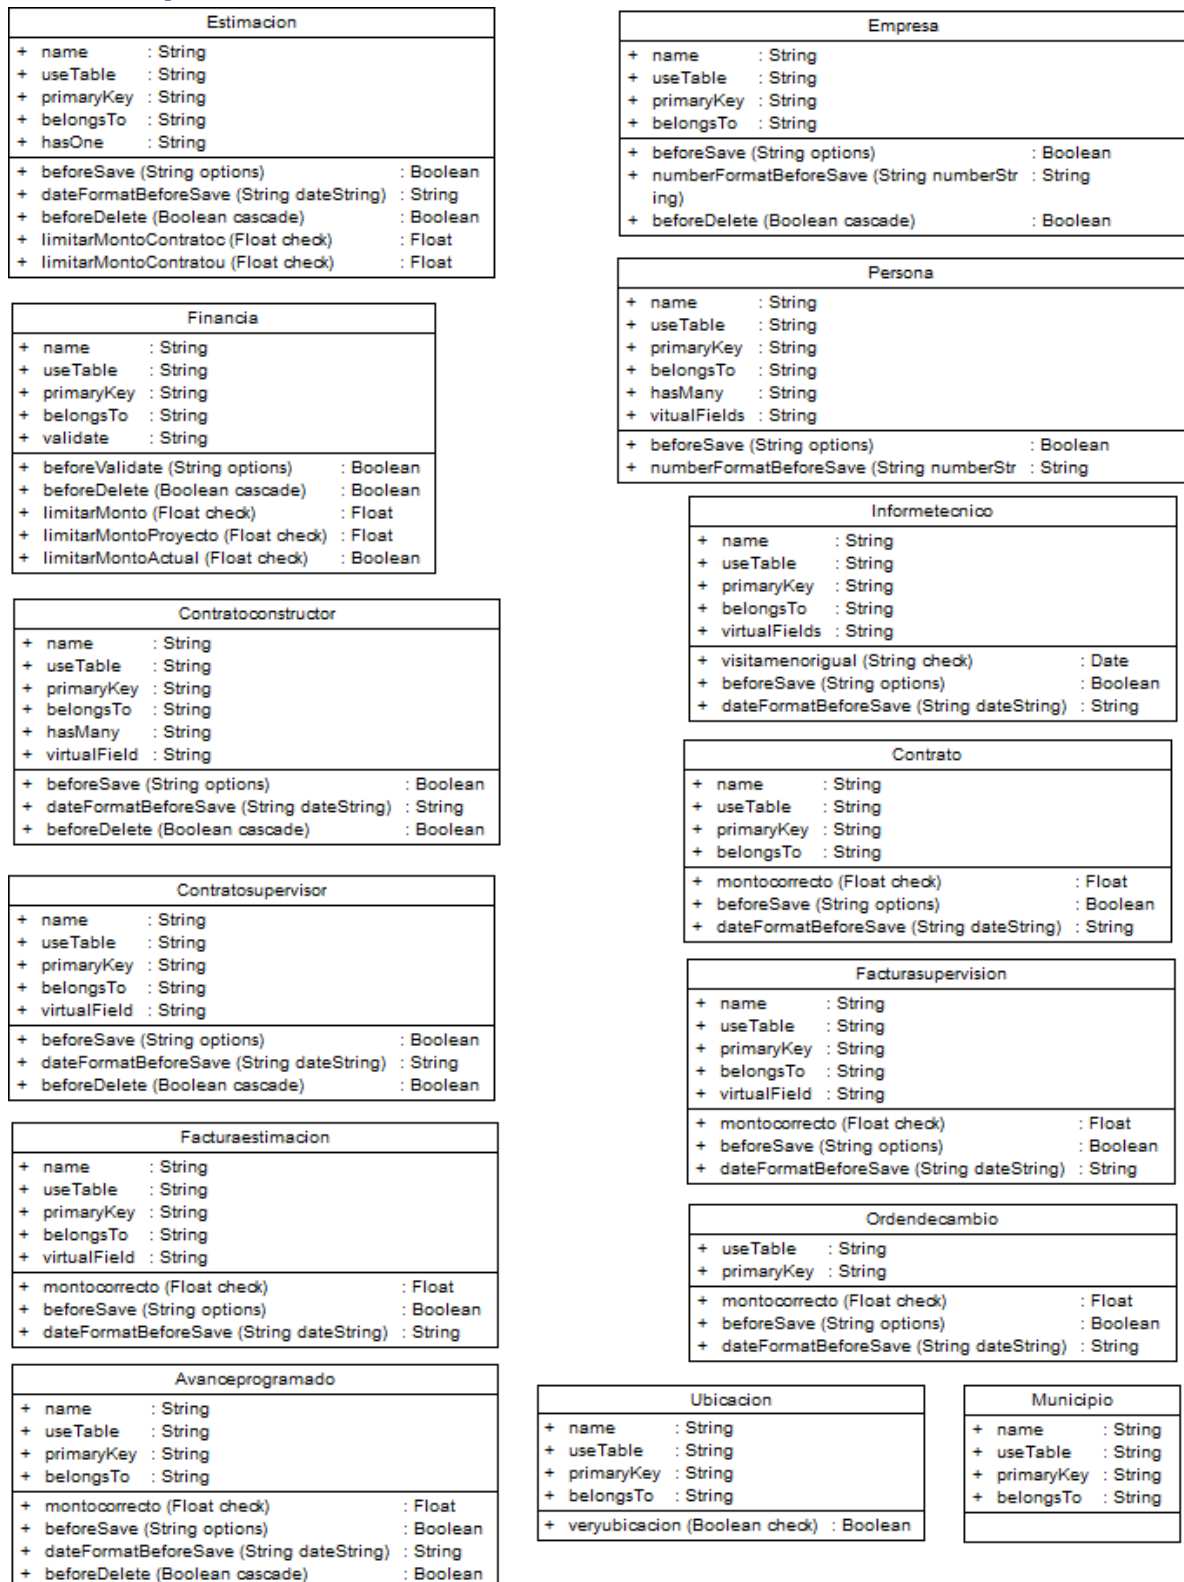 Estimacion
+ name : String
+ useTable : String
+ primaryKey : String
+ belongsTo : String
+ hasOne : String
+ beforeSave (String options) : Boolean
+ dateFormatBeforeSave (String dateString) : String
+ beforeDelete (Boolean cascade) : Boolean
+ limitarMontoContratoc (Float check) : Float
+ limitarMontoContratou (Float check) : Float
Financia
+ name : String
+ useTable : String
+ primaryKey : String
+ belongsTo : String
+ validate : String
+ beforeValidate (String options) : Boolean
+ beforeDelete (Boolean cascade) : Boolean
+ limitarMonto (Float check) : Float
+ limitarMontoProyecto (Float check) : Float
+ limitarMontoActual (Float check) : Boolean
Contratoconstructor
+ name : String
+ useTable : String
+ primaryKey : String
+ belongsTo : String
+ hasMany : String
+ virtualField : String
+ beforeSave (String options) : Boolean
+ dateFormatBeforeSave (String dateString) : String
+ beforeDelete (Boolean cascade) : Boolean
Contratosupervisor
+ name : String
+ useTable : String
+ primaryKey : String
+ belongsTo : String
+ virtualField : String
+ beforeSave (String options) : Boolean
+ dateFormatBeforeSave (String dateString) : String
+ beforeDelete (Boolean cascade) : Boolean
Facturaestimacion
+ name : String
+ useTable : String
+ primaryKey : String
+ belongsTo : String
+ virtualField : String
+ montocorrecto (Float check) : Float
+ beforeSave (String options) : Boolean
+ dateFormatBeforeSave (String dateString) : String
Avanceprogramado
+ name : String
+ useTable : String
+ primaryKey : String
+ belongsTo : String
+ montocorrecto (Float check) : Float
+ beforeSave (String options) : Boolean
+ dateFormatBeforeSave (String dateString) : String
+ beforeDelete (Boolean cascade) : Boolean
Empresa
+ name : String
+ useTable : String
+ primaryKey : String
+ belongsTo : String
+ beforeSave (String options) : Boolean
+ numberFormatBeforeSave (String numberStr : String
ing)
+ beforeDelete (Boolean cascade) : Boolean
Persona
+ name : String
+ useTable : String
+ primaryKey : String
+ belongsTo : String
+ hasMany : String
+ vitualFields : String
+ beforeSave (String options) : Boolean
+ numberFormatBeforeSave (String numberStr : String
Informetecnico
+ name : String
+ useTable : String
+ primaryKey : String
+ belongsTo : String
+ virtualFields : String
+ visitamenorigual (String check) : Date
+ beforeSave (String options) : Boolean
+ dateFormatBeforeSave (String dateString) : String
Contrato
+ name : String
+ useTable : String
+ primaryKey : String
+ belongsTo : String
+ montocorrecto (Float check) : Float
+ beforeSave (String options) : Boolean
+ dateFormatBeforeSave (String dateString) : String
Facturasupervision
+ name : String
+ useTable : String
+ primaryKey : String
+ belongsTo : String
+ virtualField : String
+ montocorrecto (Float check) : Float
+ beforeSave (String options) : Boolean
+ dateFormatBeforeSave (String dateString) : String
Ordendecambio
+ useTable : String
+ primaryKey : String
+ montocorrecto (Float check) : Float
+ beforeSave (String options) : Boolean
+ dateFormatBeforeSave (String dateString) : String
Ubicacion
+ name : String
+ useTable : String
+ primaryKey : String
+ belongsTo : String
+ veryubicacion (Boolean check) : Boolean
Municipio
+ name : String
+ useTable : String
+ primaryKey : String
+ belongsTo : String